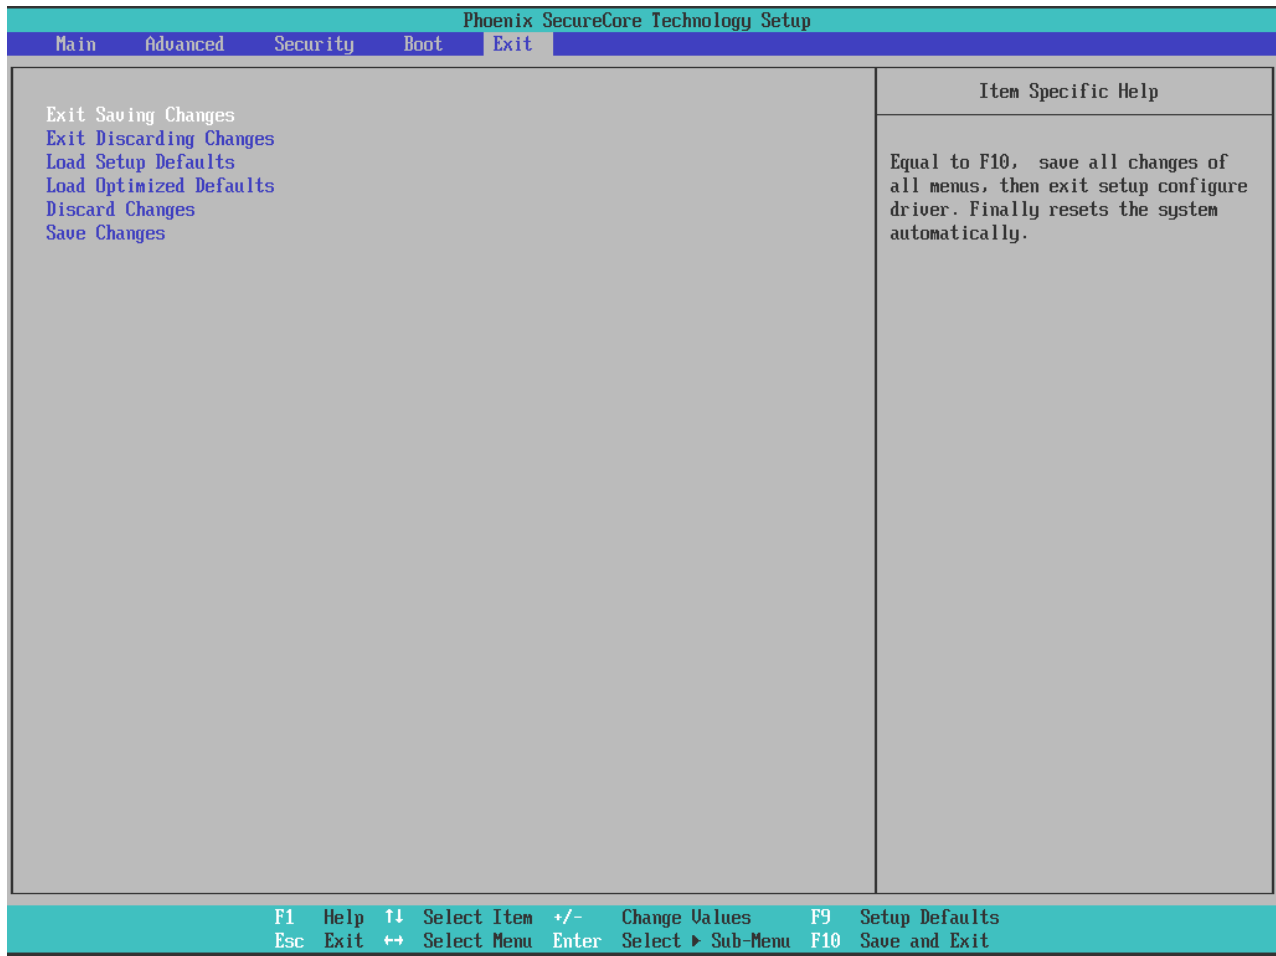 Phoenix SecureCore Technology Setup
Main Advanced Security Boot Exit
Exit Saving Changes
Exit Discarding Changes
Load Setup Defaults
Load Optimized Defaults
Discard Changes
Save Changes
Item Specific Help
Equal to F10, save all changes of
all menus, then exit setup configure
driver. Finally resets the system
automatically.
F1 Help ↑↓ Select Item +/- Change Values F9 Setup Defaults
Esc Exit ←→ Select Menu Enter Select ▶ Sub-Menu F10 Save and Exit